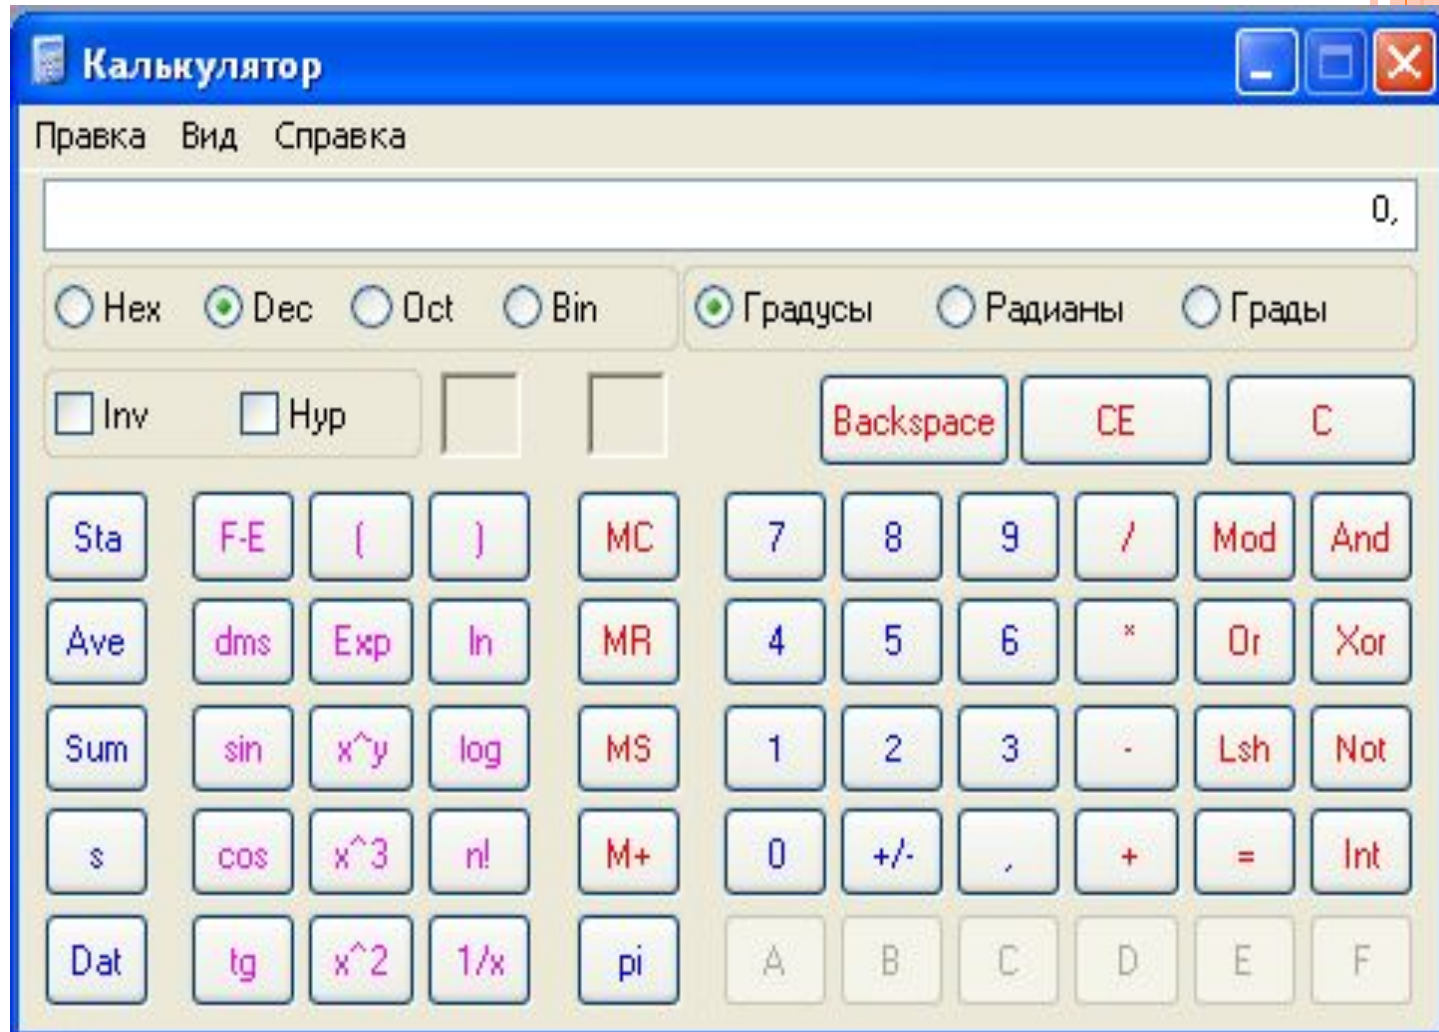 Калькулятор
Правка Вид Справка
0,
Hex Dec Oct Bin Градусы Радианы Грады
Inv Hyp Backspace CE C
Sta F-E ( ) MC 7 8 9 / Mod And
Ave dms Exp ln MR 4 5 6 * Or Xor
Sum sin x^y log MS 1 2 3 - Lsh Not
s cos x^3 n! M+ 0 +/- , + = Int
Dat tg x^2 1/x pi A B C D E F